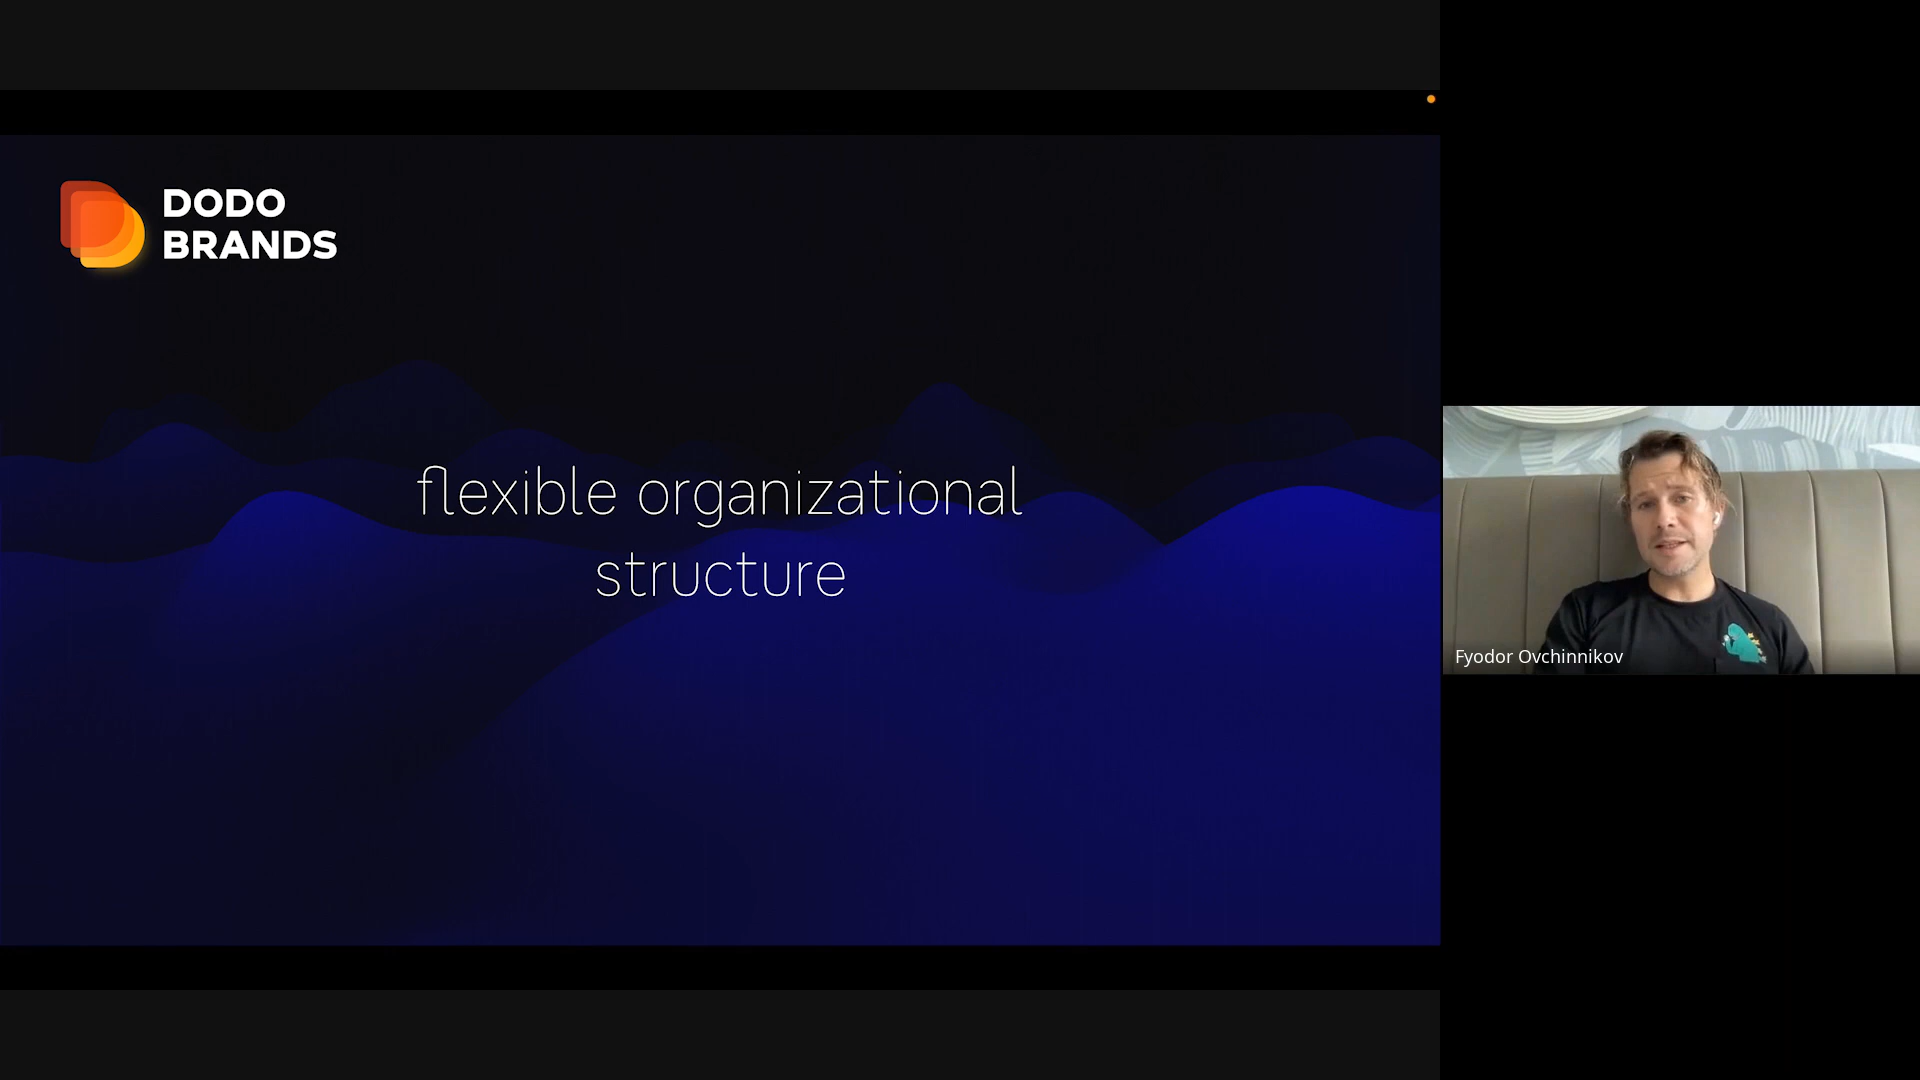 DODO
BRANDS
flexible organizational
structure
Fyodor Ovchinnikov